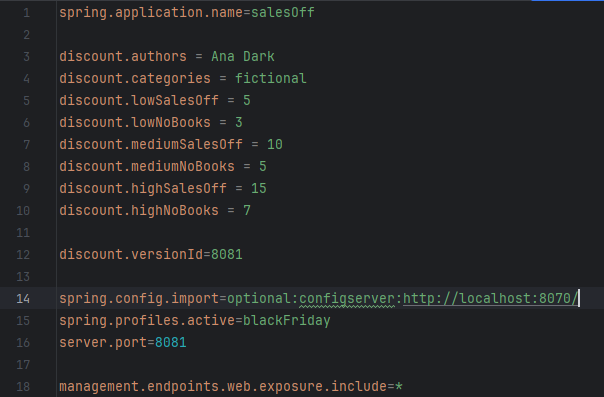 1 spring.application.name=salesOff
2
3 discount.authors = Ana Dark
4 discount.categories = fictional
5 discount.lowSalesOff = 5
6 discount.lowNoBooks = 3
7 discount.mediumSalesOff = 10
8 discount.mediumNoBooks = 5
9 discount.highSalesOff = 15
10 discount.highNoBooks = 7
11
12 discount.versionId=8081
13
14 spring.config.import=optional:configserver:http://localhost:8070/
15 spring.profiles.active=blackFriday
16 server.port=8081
17
18 management.endpoints.web.exposure.include=*